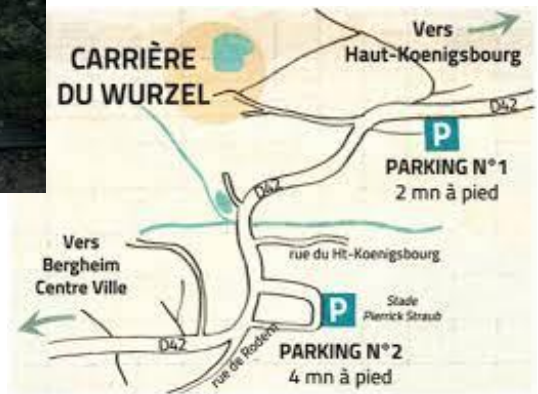 Vers
Haut-Koenigsbourg
CARRIÈRE
DU WURZEL
D42
P
PARKING N°1
2 mn à pied
D42
Vers
Bergheim
Centre Ville
rue du Ht-Koenigsbourg
P
Stade
Pierrick Straub
D42
rue de Rodern
PARKING N°2
4 mn à pied